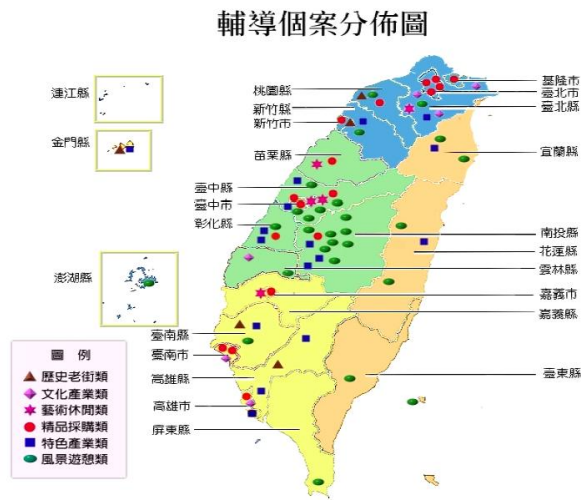 輔導個案分佈圖
連江縣
金門縣
澎湖縣
桃園縣
新竹縣
新竹市
苗栗縣
臺中縣
臺中市
彰化縣
臺南縣
臺南市
高雄縣
高雄市
屏東縣
基隆市
臺北市
臺北縣
宜蘭縣
南投縣
花蓮縣
雲林縣
嘉義市
嘉義縣
臺東縣
圖 例
歷史老街類
文化產業類
藝術休閒類
精品採購類
特色產業類
風景遊憩類